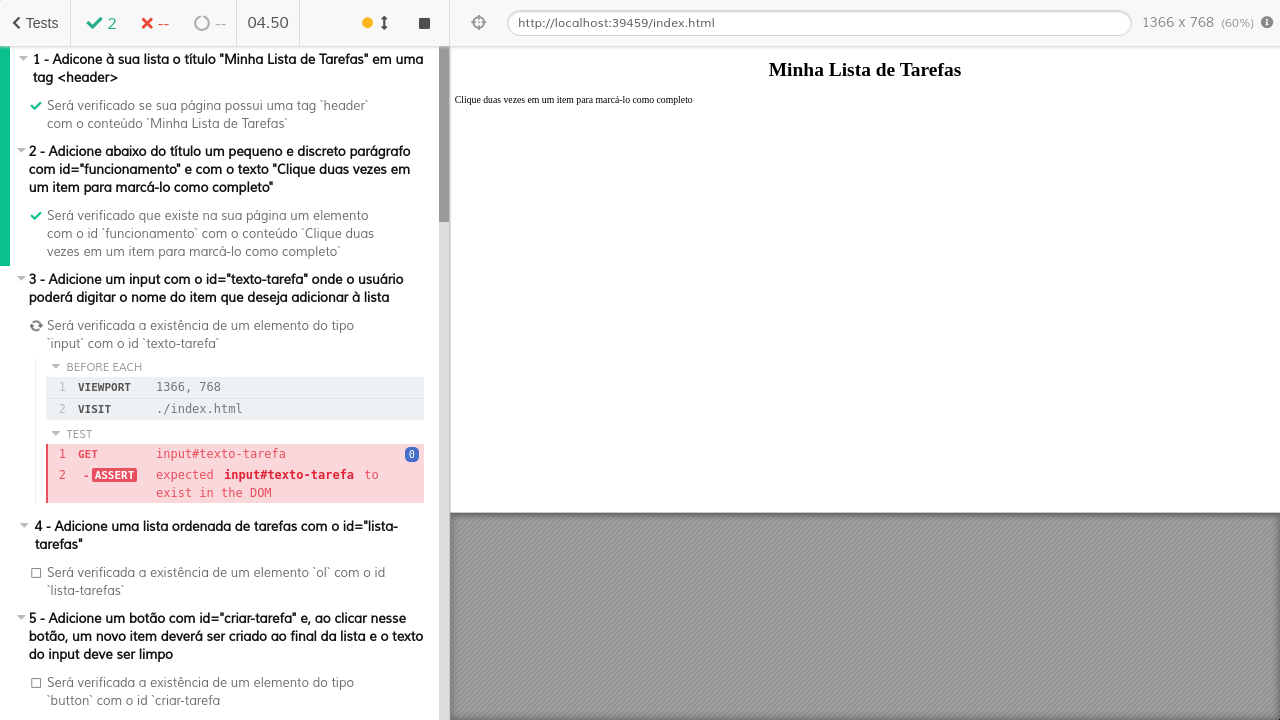 Tests 2 -- -- 04.50
http://localhost:39459/index.html 1366 x 768 (60%)
1 - Adicone à sua lista o título "Minha Lista de Tarefas" em uma
tag <header>
Será verificado se sua página possui uma tag `header`
com o conteúdo `Minha Lista de Tarefas`
2 - Adicione abaixo do título um pequeno e discreto parágrafo
com id="funcionamento" e com o texto "Clique duas vezes em
um item para marcá-lo como completo"
Será verificado que existe na sua página um elemento
com o id `funcionamento` com o conteúdo `Clique duas
vezes em um item para marcá-lo como completo`
3 - Adicione um input com o id="texto-tarefa" onde o usuário
poderá digitar o nome do item que deseja adicionar à lista
Será verificada a existência de um elemento do tipo
`input` com o id `texto-tarefa`
BEFORE EACH
1 VIEWPORT 1366, 768
2 VISIT ./index.html
TEST
1 GET input#texto-tarefa 0
2 -ASSERT expected input#texto-tarefa to
exist in the DOM
4 - Adicione uma lista ordenada de tarefas com o id="lista-
tarefas"
Será verificada a existência de um elemento `ol` com o id
`lista-tarefas`
5 - Adicione um botão com id="criar-tarefa" e, ao clicar nesse
botão, um novo item deverá ser criado ao final da lista e o texto
do input deve ser limpo
Será verificada a existência de um elemento do tipo
`button` com o id `criar-tarefa
Minha Lista de Tarefas
Clique duas vezes em um item para marcá-lo como completo